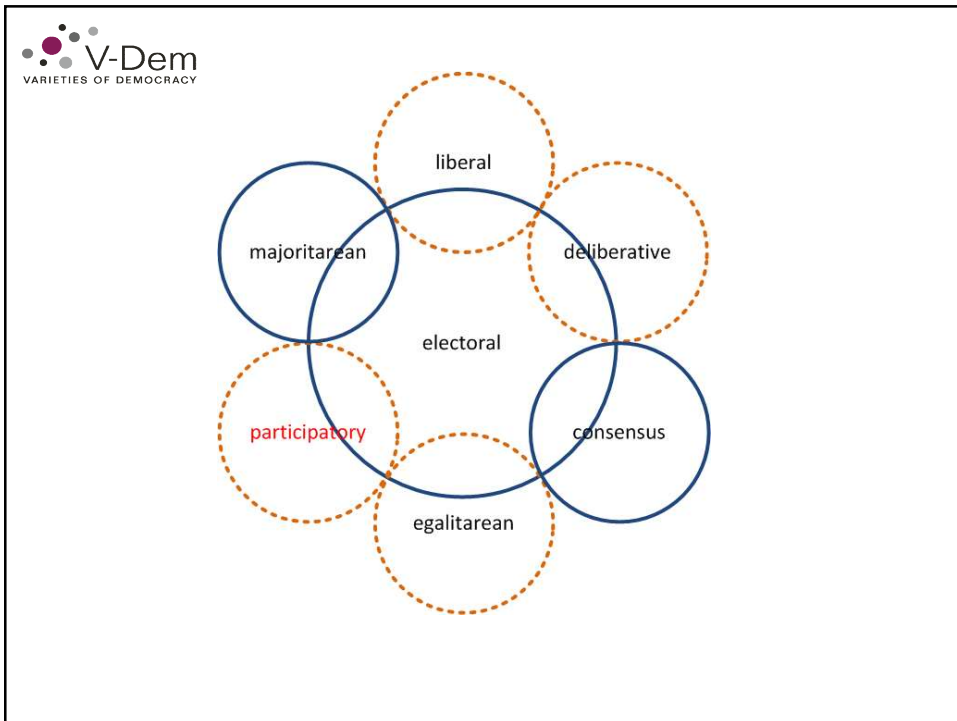 V-Dem
VARIETIES OF DEMOCRACY
liberal
majoritarean
deliberative
electoral
participatory
consensus
egalitarean